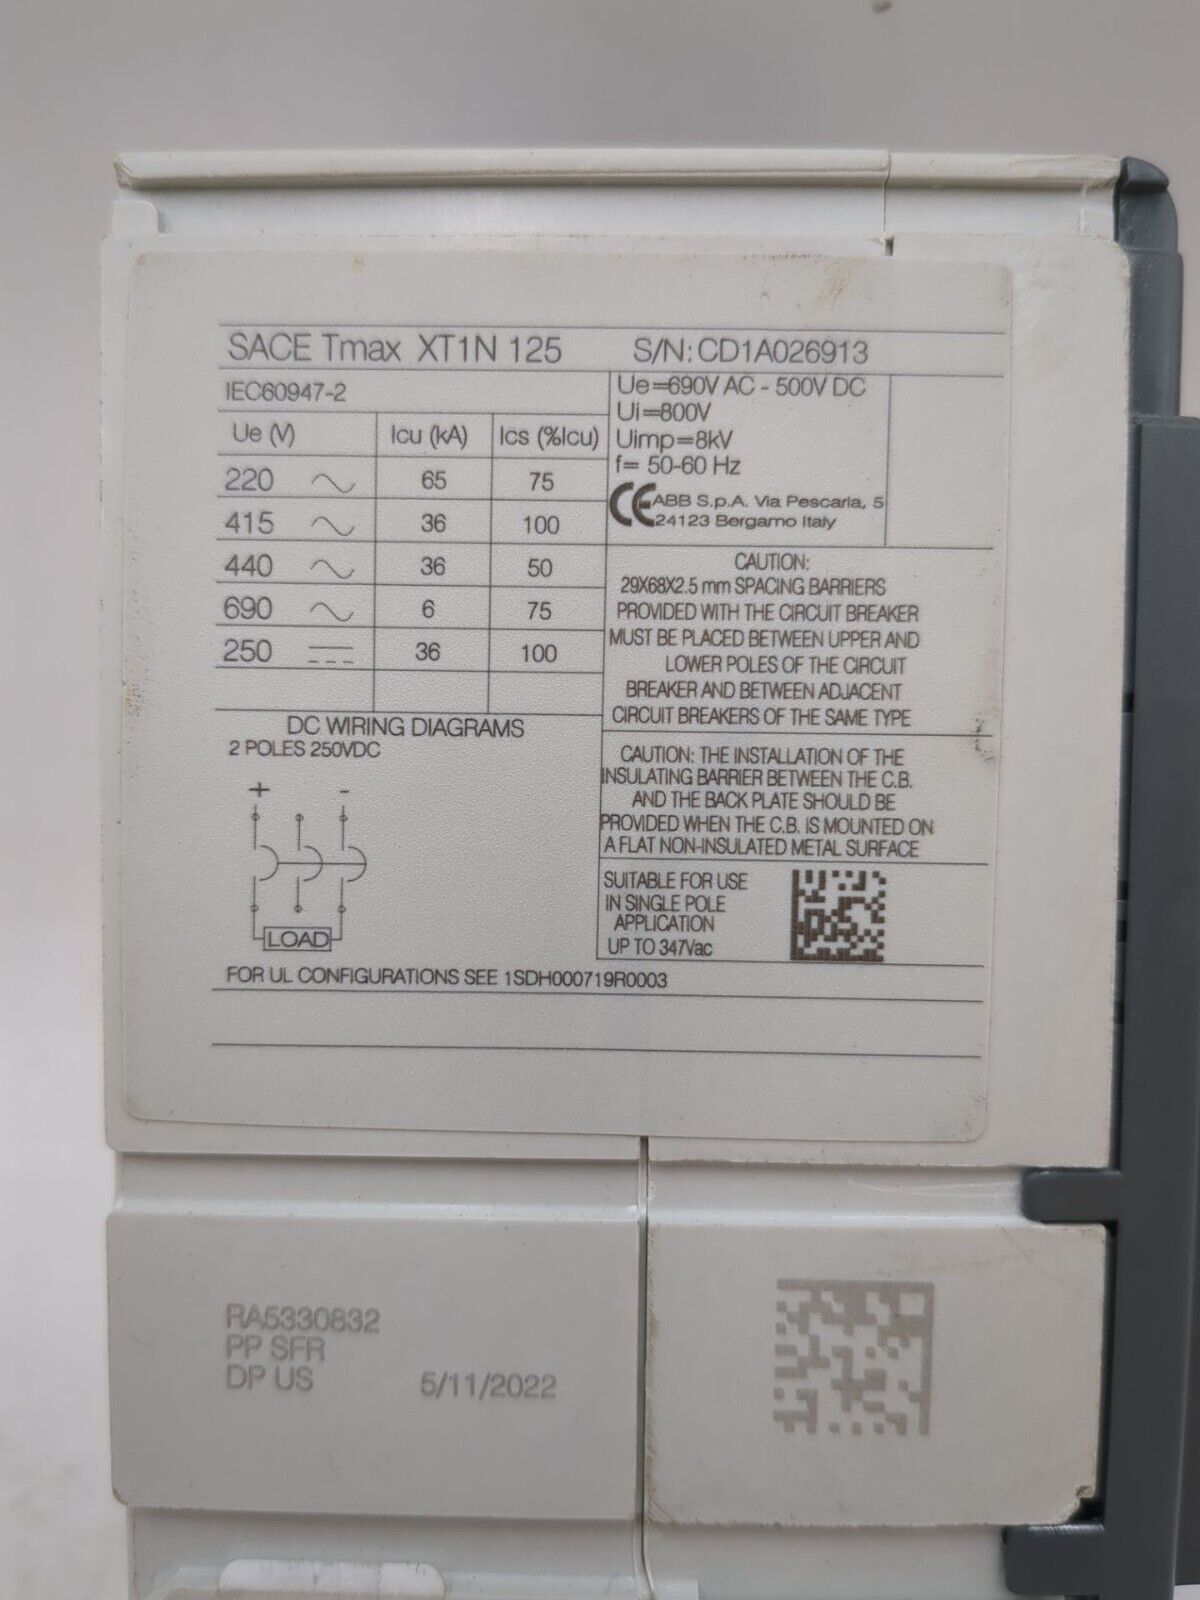 SACE Tmax XT1N 125 S/N: CD1A026913
IEC60947-2
Ue (V) Icu (kA) Ics (%Icu)
220 65 75
415 36 100
440 36 50
690 6 75
250 36 100
Ue=690V AC - 500V DC
Ui=800V
Uimp=8kV
f= 50-60 Hz
CE ABB S.p.A. Via Pescaria, 5
24123 Bergamo Italy
CAUTION:
29X68X2.5 mm SPACING BARRIERS
PROVIDED WITH THE CIRCUIT BREAKER
MUST BE PLACED BETWEEN UPPER AND
LOWER POLES OF THE CIRCUIT
BREAKER AND BETWEEN ADJACENT
CIRCUIT BREAKERS OF THE SAME TYPE
DC WIRING DIAGRAMS
2 POLES 250VDC
+ -
LOAD
CAUTION: THE INSTALLATION OF THE
INSULATING BARRIER BETWEEN THE C.B.
AND THE BACK PLATE SHOULD BE
PROVIDED WHEN THE C.B. IS MOUNTED ON
A FLAT NON-INSULATED METAL SURFACE
SUITABLE FOR USE
IN SINGLE POLE
APPLICATION
UP TO 347Vac
FOR UL CONFIGURATIONS SEE 1SDH000719R0003
RA5330832
PP SFR
DP US 5/11/2022